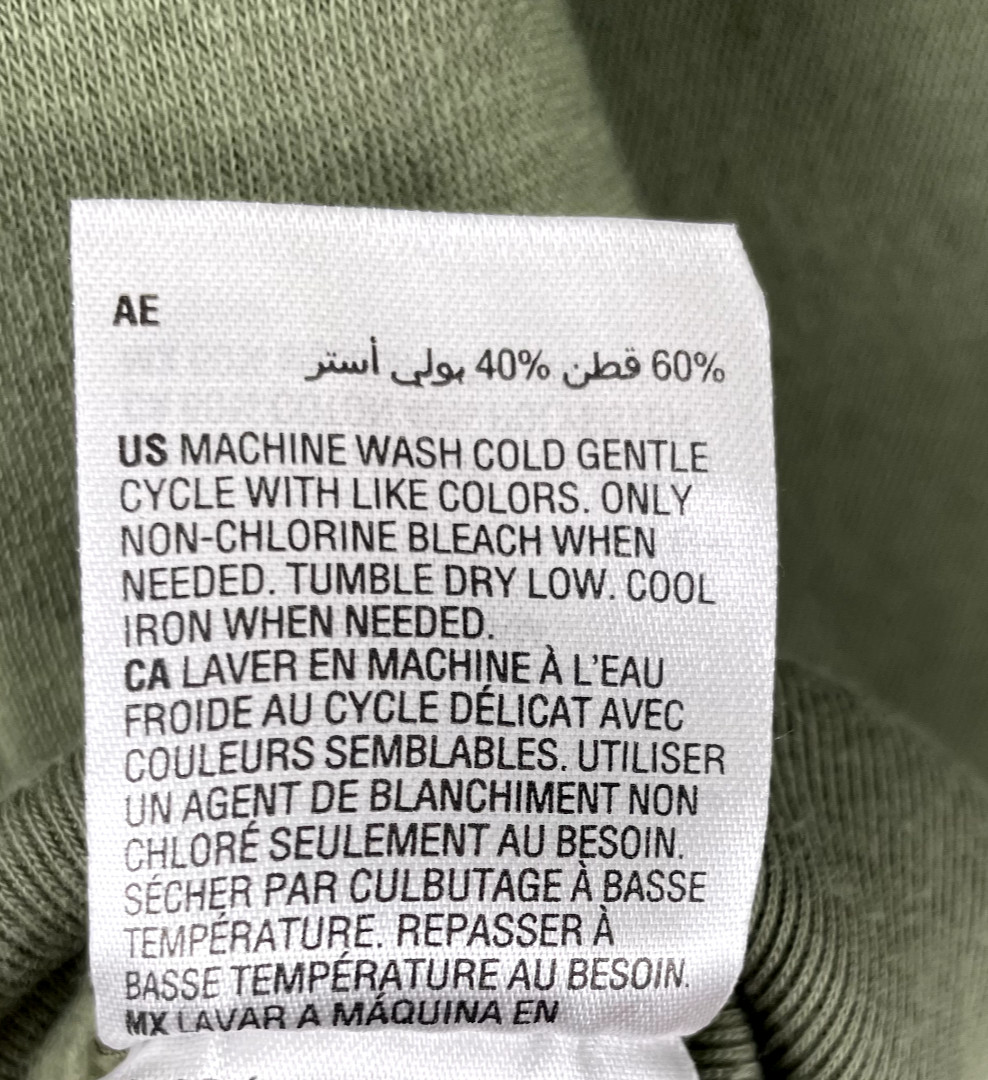 AE
60% قطن 40% بولي أستر
US MACHINE WASH COLD GENTLE
CYCLE WITH LIKE COLORS. ONLY
NON-CHLORINE BLEACH WHEN
NEEDED. TUMBLE DRY LOW. COOL
IRON WHEN NEEDED.
CA LAVER EN MACHINE À L'EAU
FROIDE AU CYCLE DÉLICAT AVEC
COULEURS SEMBLABLES. UTILISER
UN AGENT DE BLANCHIMENT NON
CHLORÉ SEULEMENT AU BESOIN.
SÉCHER PAR CULBUTAGE À BASSE
TEMPÉRATURE. REPASSER À
BASSE TEMPÉRATURE AU BESOIN.
MX LAVAR A MÁQUINA EN